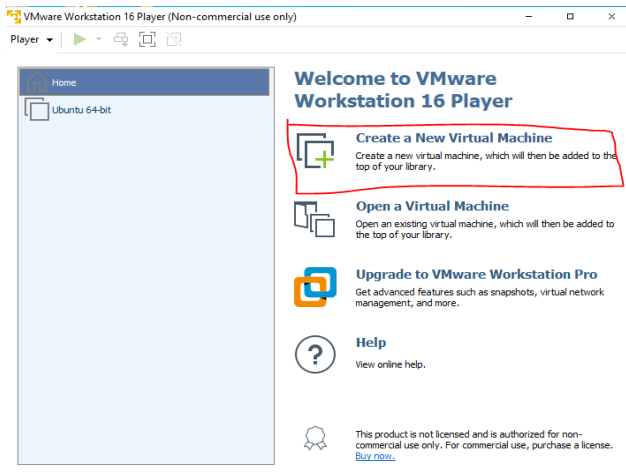 VMware Workstation 16 Player (Non-commercial use only)
Player
Home
Ubuntu 64-bit
Welcome to VMware
Workstation 16 Player
Create a New Virtual Machine
Create a new virtual machine, which will then be added to the
top of your library.
Open a Virtual Machine
Open an existing virtual machine, which will then be added to
the top of your library.
Upgrade to VMware Workstation Pro
Get advanced features such as snapshots, virtual network
management, and more.
Help
View online help.
This product is not licensed and is authorized for non-
commercial use only. For commercial use, purchase a license.
Buy now.